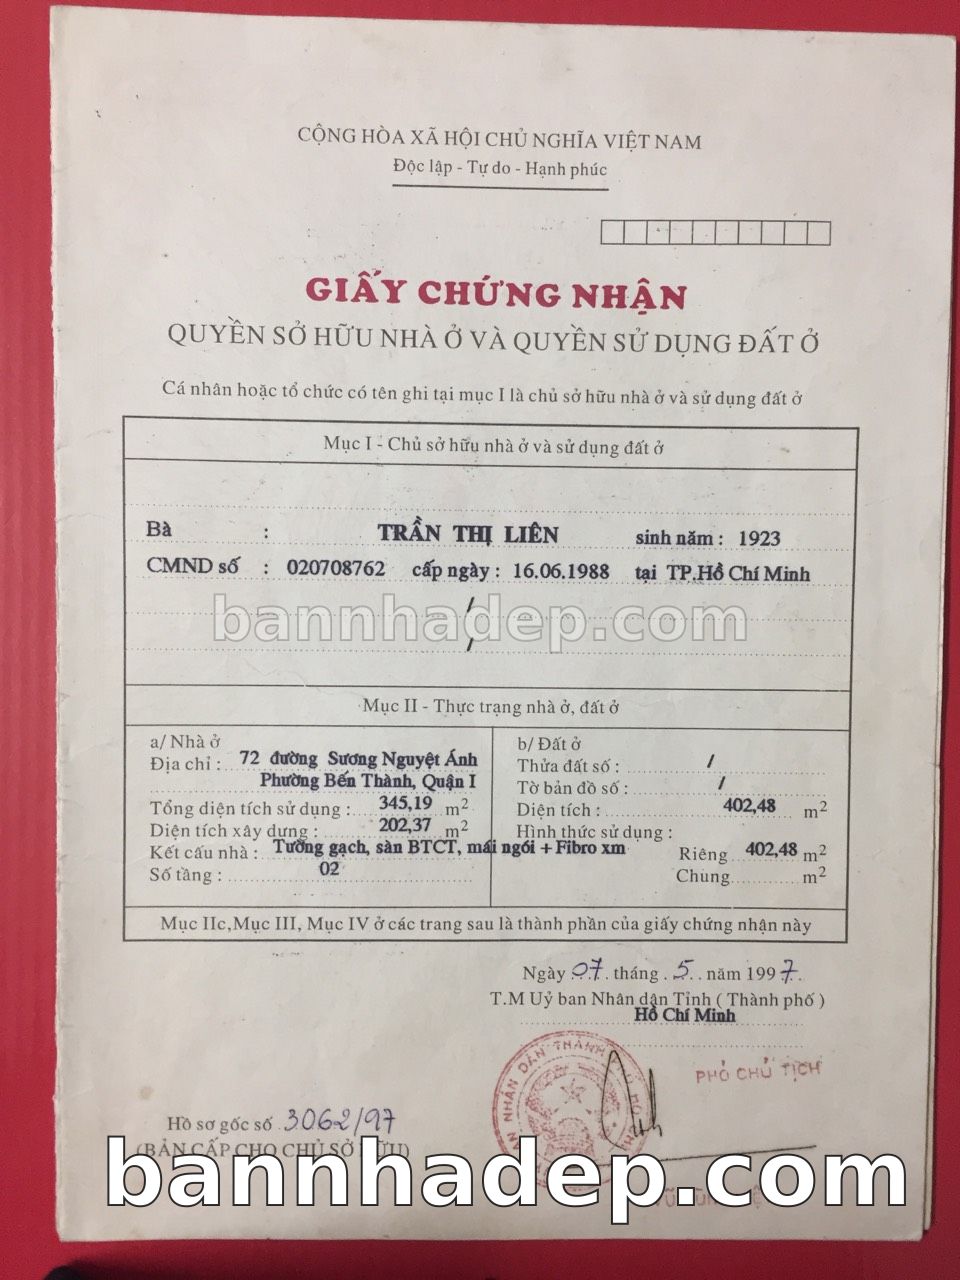 CỘNG HÒA XÃ HỘI CHỦ NGHĨA VIỆT NAM
Độc lập - Tự do - Hạnh phúc
GIẤY CHỨNG NHẬN
QUYỀN SỞ HỮU NHÀ Ở VÀ QUYỀN SỬ DỤNG ĐẤT Ở
Cá nhân hoặc tổ chức có tên ghi tại mục I là chủ sở hữu nhà ở và sử dụng đất ở
Mục I - Chủ sở hữu nhà ở và sử dụng đất ở
Bà : TRẦN THỊ LIÊN sinh năm : 1923
CMND số : 020708762 cấp ngày : 16.06.1988 tại TP.Hồ Chí Minh
/
bannhadep.com
/
Mục II - Thực trạng nhà ở, đất ở
a/ Nhà ở
Địa chỉ : 72 đường Sương Nguyệt Ánh
Phường Bến Thành, Quận I
Tổng diện tích sử dụng : 345,19 m2
Diện tích xây dựng : 202,37 m2
Kết cấu nhà : Tường gạch, sàn BTCT, mái ngói + Fibro xm
Số tầng : 02
b/ Đất ở
Thửa đất số : /
Tờ bản đồ số : /
Diện tích : 402,48 m2
Hình thức sử dụng :
Riêng 402,48 m2
Chung m2
Mục IIc,Mục III, Mục IV ở các trang sau là thành phần của giấy chứng nhận này
Ngày 07 tháng 5 năm 1997
T.M Uỷ ban Nhân dân Tỉnh ( Thành phố )
Hồ Chí Minh
PHÓ CHỦ TỊCH
NHÂN DÂN THÀNH
Hồ sơ gốc số 3062/97
(BẢN CẤP CHO CHỦ SỞ HỮU)
bannhadep.com